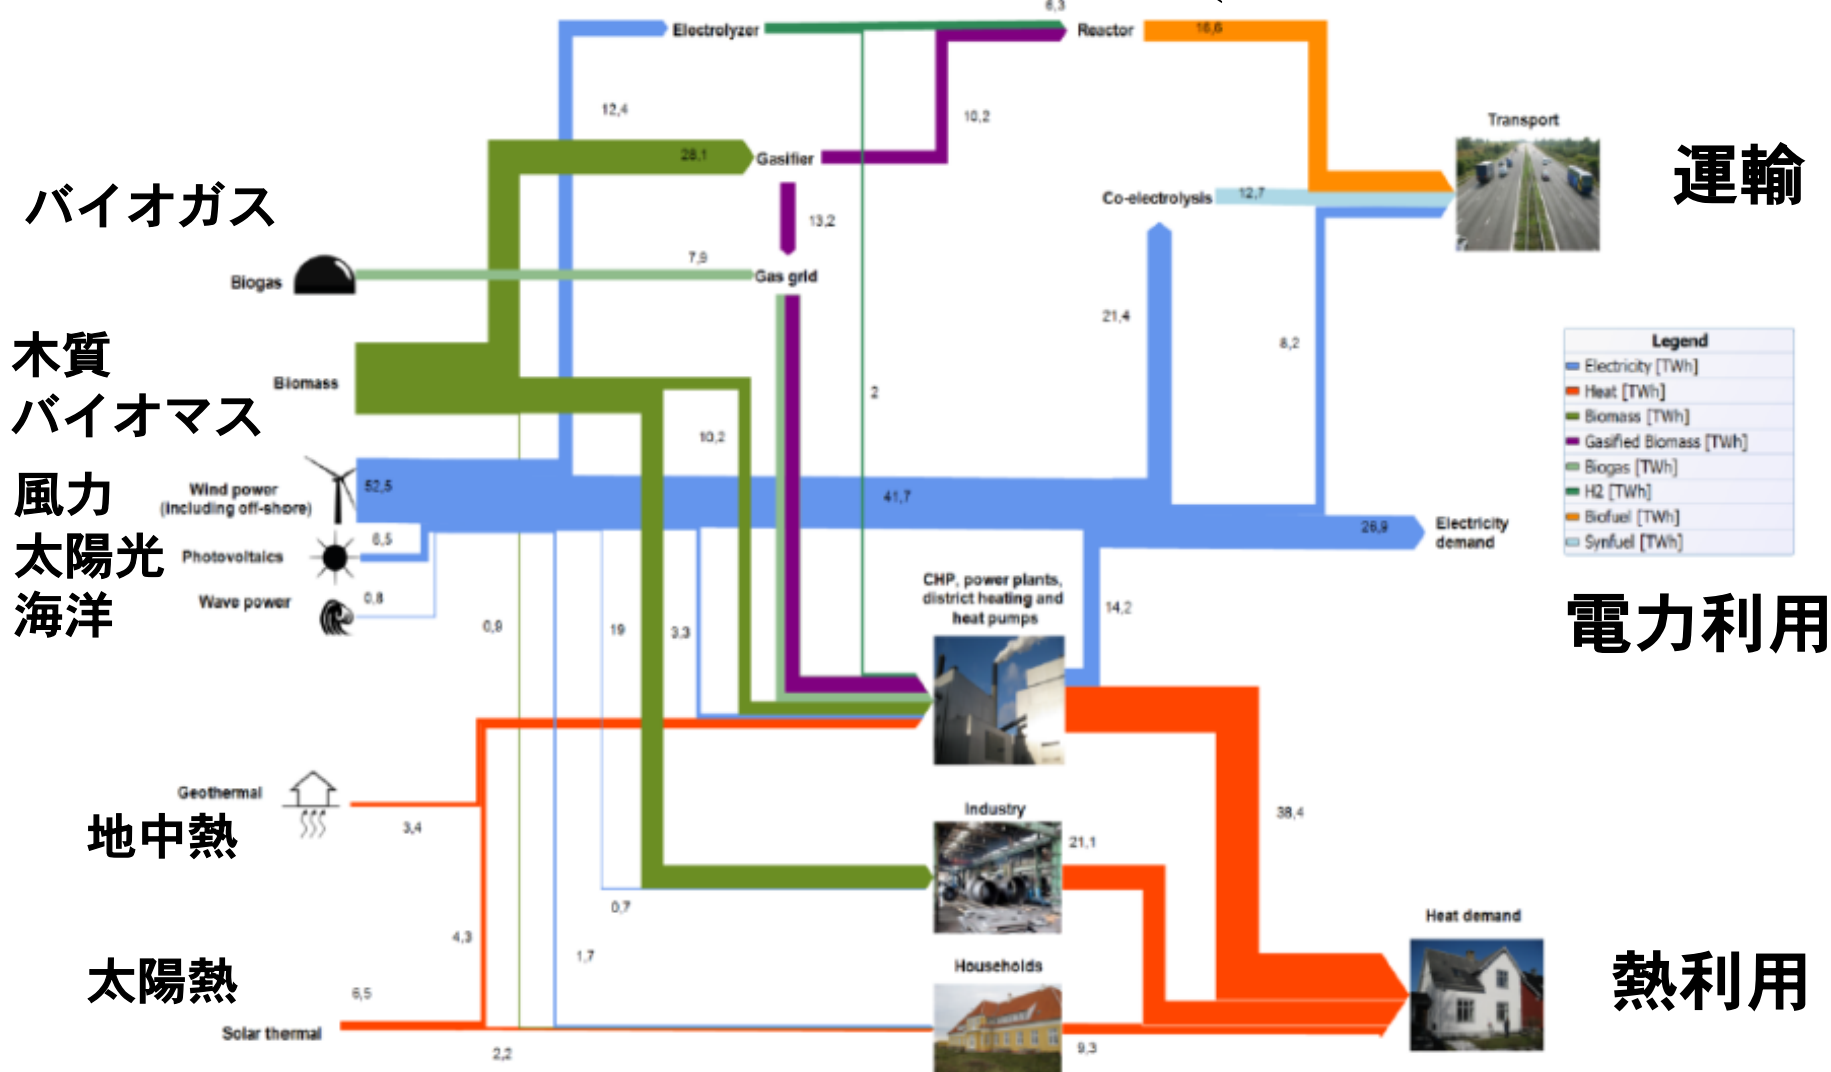 6,3
Electrolyzer
Reactor
16,6
12,4
10,2
Transport
運輸
28,1
Gasifier
バイオガス
Co-electrolysis
12,7
13,2
7,9
Biogas
Gas grid
21,4
8,2
木質
バイオマス
Biomass
2
10,2
Legend
Electricity [TWh]
Heat [TWh]
Biomass [TWh]
Gasified Biomass [TWh]
Biogas [TWh]
H2 [TWh]
Biofuel [TWh]
Synfuel [TWh]
風力
Wind power
(including off-shore)
52,5
41,7
26,9
Electricity
demand
太陽光
Photovoltaics
6,5
海洋
Wave power
0,8
0,9
19
3,3
CHP, power plants,
district heating and
heat pumps
14,2
電力利用
Geothermal
地中熱
3,4
Industry
21,1
38,4
0,7
4,3
1,7
Heat demand
太陽熱
6,5
Households
熱利用
Solar thermal
2,2
9,3